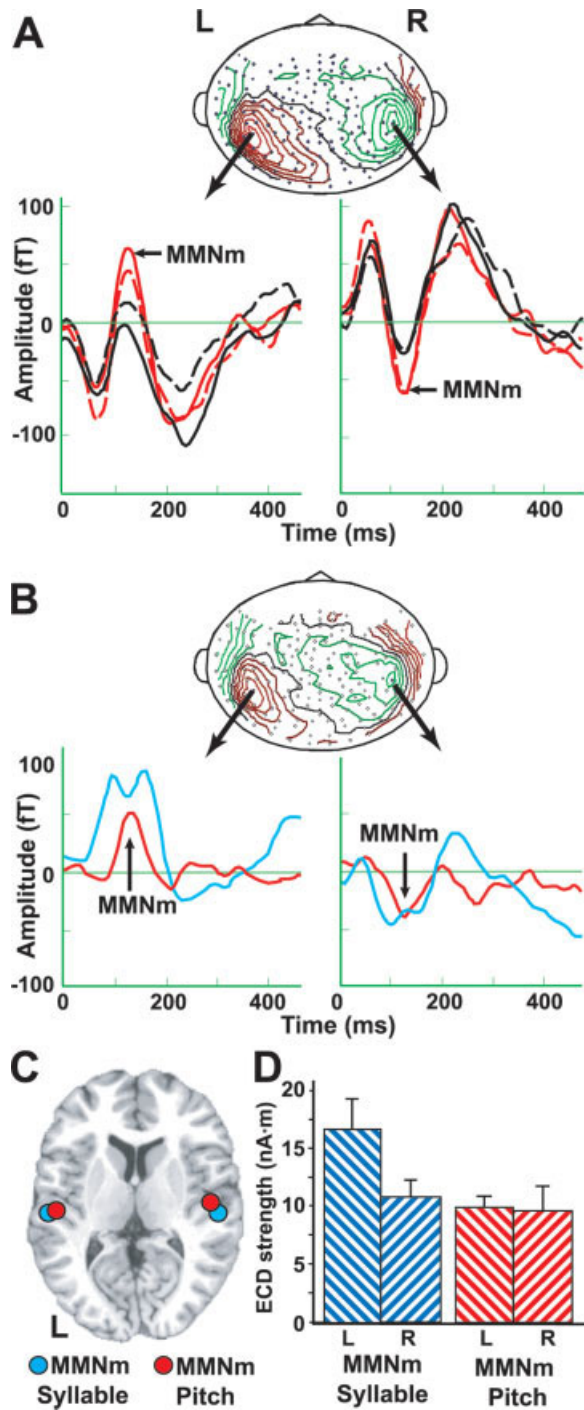 A
L R
100
0
-100
Amplitude (fT)
MMNm
MMNm
0 200 400 0 200 400
Time (ms)
B
100
0
-100
Amplitude (fT)
MMNm
MMNm
0 200 400 0 200 400
Time (ms)
C
L
MMNm Syllable
MMNm Pitch
D
20
15
10
5
0
ECD strength (nA·m)
L R L R
MMNm Syllable
MMNm Pitch